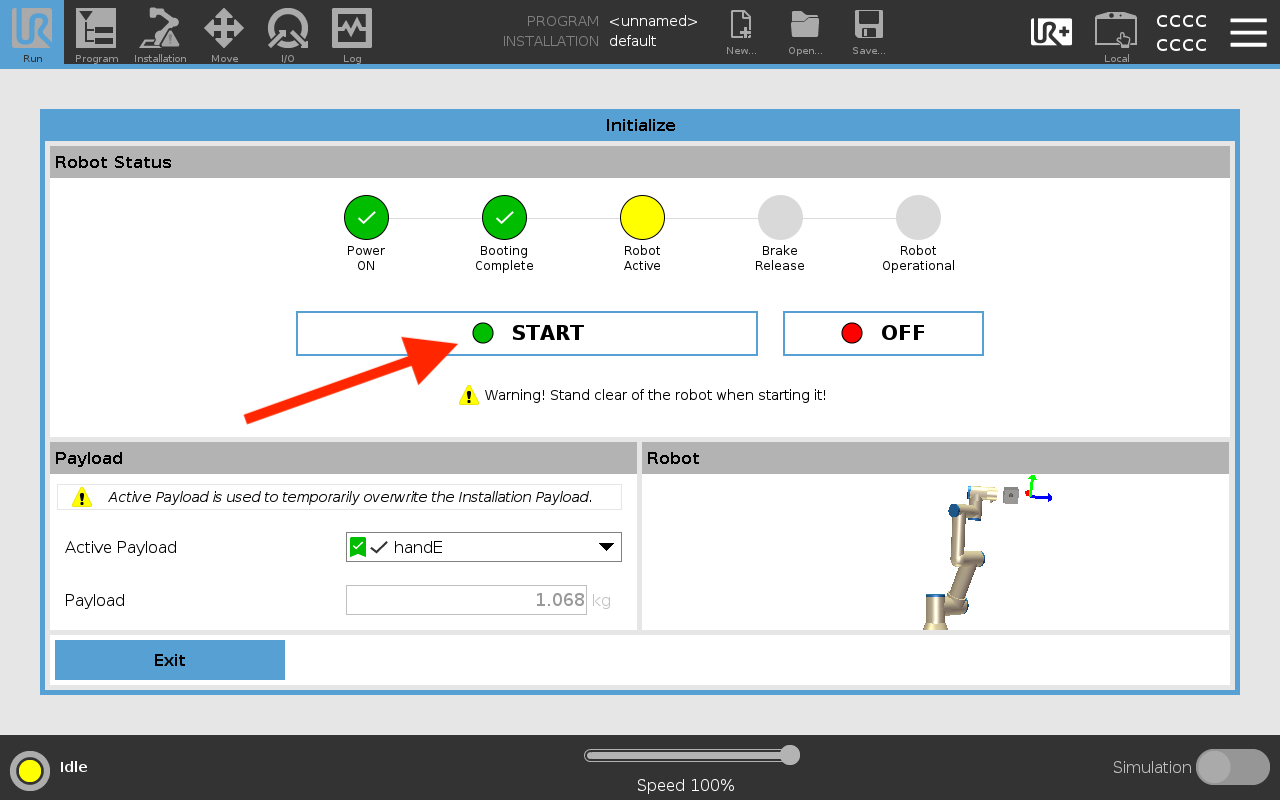 PROGRAM <unnamed>
INSTALLATION default
UR
UR+
CCCC
CCCC
Run Program Installation Move I/O Log New... Open... Save... Local
Initialize
Robot Status
Power
ON
Booting
Complete
Robot
Active
Brake
Release
Robot
Operational
START
OFF
Warning! Stand clear of the robot when starting it!
Payload
Active Payload is used to temporarily overwrite the Installation Payload.
Active Payload handE
Payload 1.068 kg
Robot
Exit
Idle
Speed 100%
Simulation